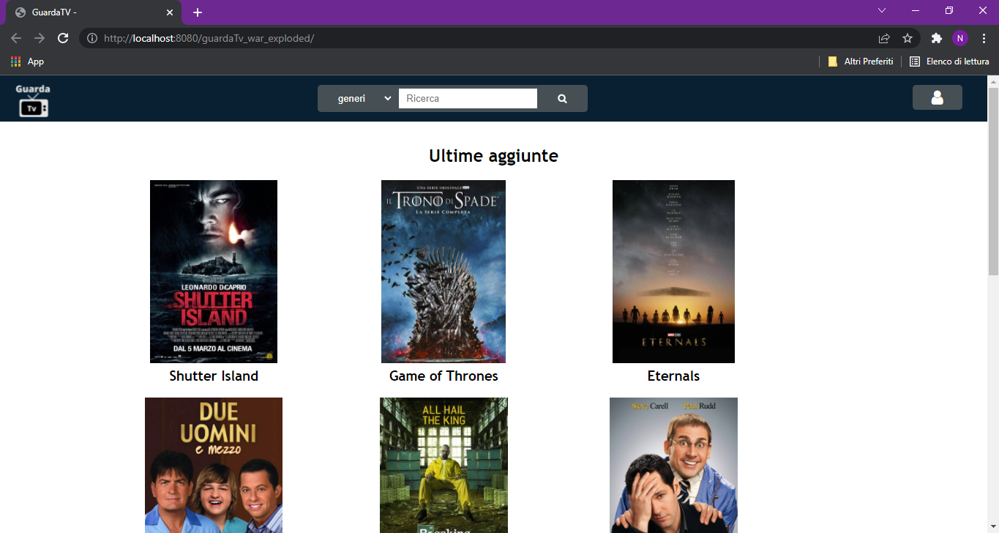 GuardaTV -
N
http://localhost:8080/guardaTv_war_exploded/
App
Altri Preferiti
Elenco di lettura
Guarda
Tv
generi
Ricerca
Ultime aggiunte
UNA SERIE ORIGINALE HBO
IL TRONO DI SPADE
LA SERIE COMPLETA
LEONARDO DiCAPRIO
SHUTTER
ISLAND
DAL 5 MARZO AL CINEMA
ETERNALS
Shutter Island
Game of Thrones
Eternals
DUE
UOMINI
e mezzo
ALL HAIL
THE KING
Breaking
Steve Carell
Paul Rudd